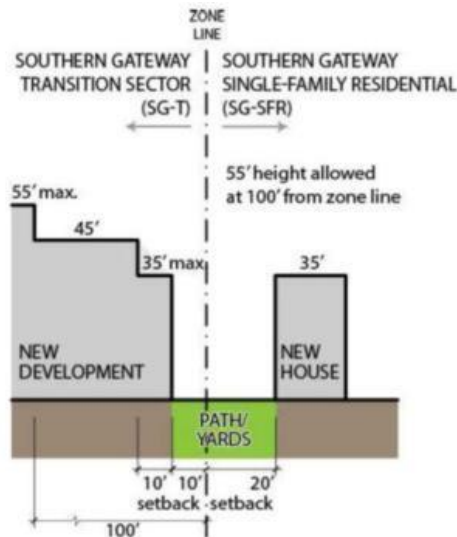 ZONE
LINE
SOUTHERN GATEWAY
TRANSITION SECTOR
(SG-T)
SOUTHERN GATEWAY
SINGLE-FAMILY RESIDENTIAL
(SG-SFR)
55' height allowed
at 100' from zone line
55' max.
45'
35' max
35'
NEW
DEVELOPMENT
NEW
HOUSE
PATH/
YARDS
10' 10' 20'
setback setback
100'